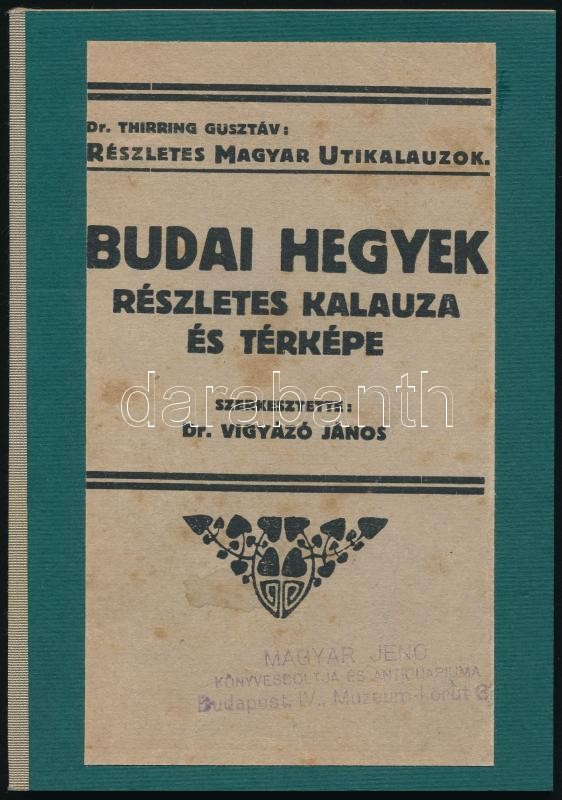 Dr. THIRRING GUSZTÁV:
RÉSZLETES MAGYAR UTIKALAUZOK.
BUDAI HEGYEK
RÉSZLETES KALAUZA
ÉS TÉRKÉPE
darabanth
SZERKESZTETTE:
Dr. VIGYÁZÓ JÁNOS
MAGYAR JENŐ
KÖNYVESBOLTJA ÉS ANTIQUARIUMA
Budapest, IV., Múzeum-körút